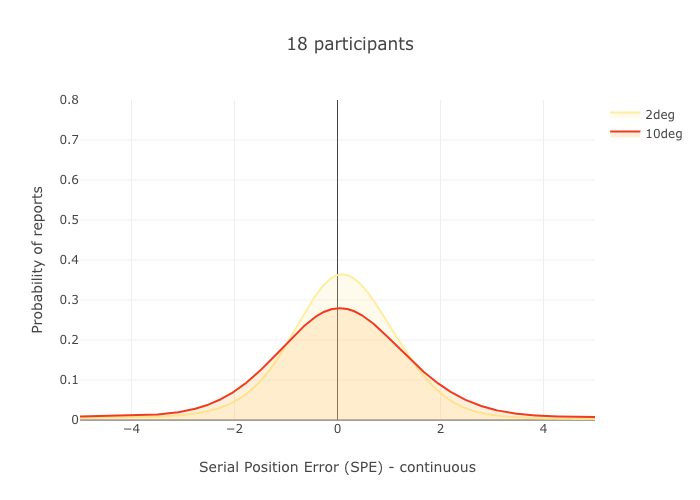 18 participants
0.8
0.7
0.6
0.5
0.4
0.3
0.2
0.1
0
−4
−2
0
2
4
Probability of reports
Serial Position Error (SPE) - continuous
2deg
10deg